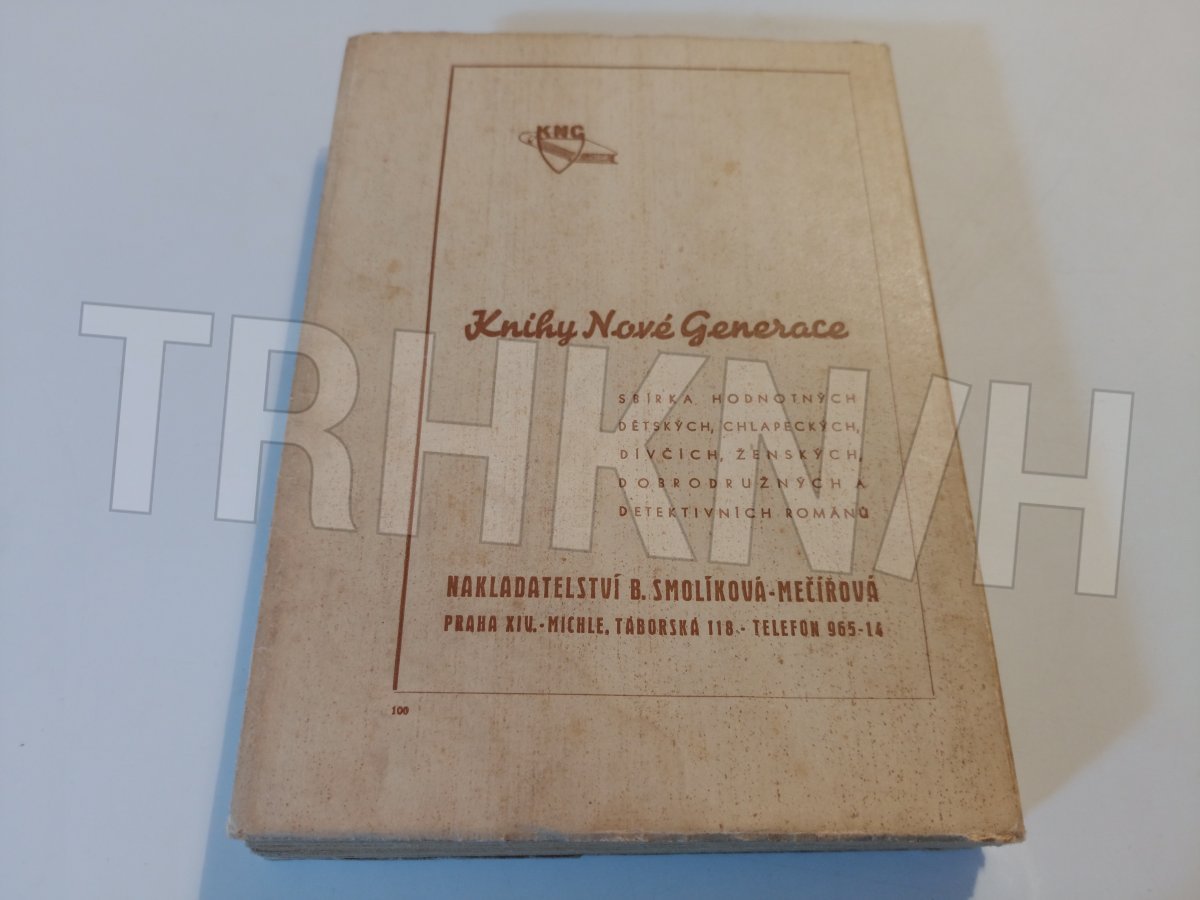 KNG
Knihy Nové Generace
SBÍRKA HODNOTNÝCH
DĚTSKÝCH, CHLAPECKÝCH,
DÍVČÍCH, ŽENSKÝCH,
DOBRODRUŽNÝCH A
DETEKTIVNÍCH ROMÁNŮ
TRHKN/H
NAKLADATELSTVÍ B. SMOLÍKOVÁ-MEČÍŘOVÁ
PRAHA XIV.-MICHLE, TÁBORSKÁ 118 - TELEFON 965-14
100